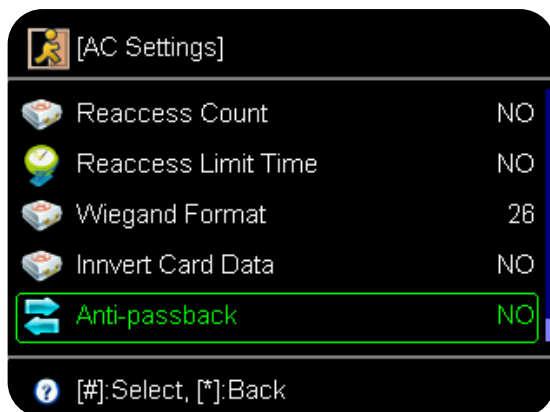 [AC Settings]
Reaccess Count NO
Reaccess Limit Time NO
Wiegand Format 26
Innvert Card Data NO
Anti-passback NO
[#]:Select, [*]:Back